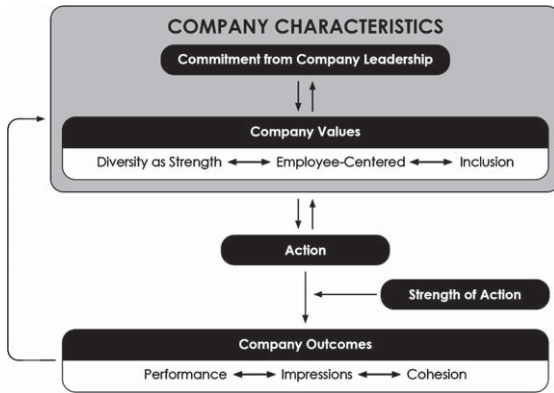 COMPANY CHARACTERISTICS
Commitment from Company Leadership
Company Values
Diversity as Strength Employee-Centered Inclusion
Action
Strength of Action
Company Outcomes
Performance Impressions Cohesion